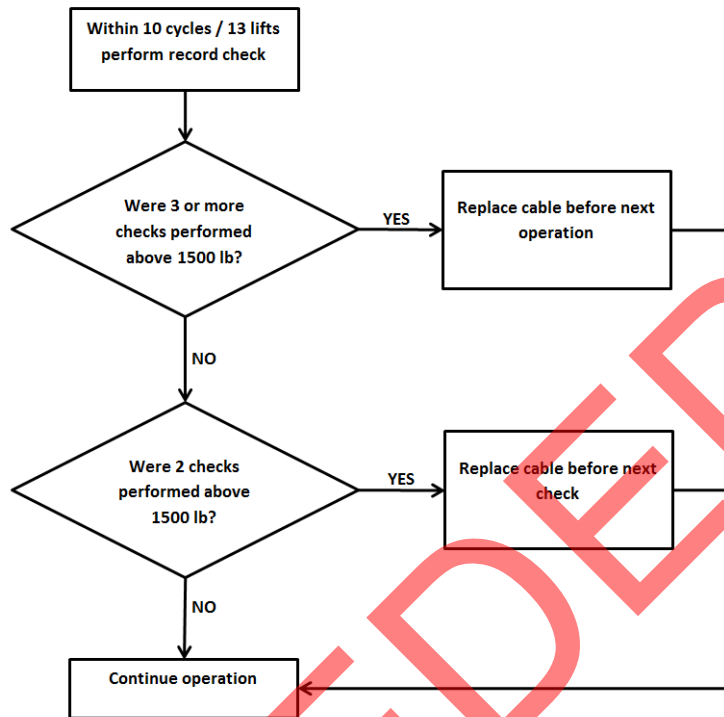 Within 10 cycles / 13 lifts
perform record check
Were 3 or more
checks performed
above 1500 lb?
YES
Replace cable before next
operation
NO
Were 2 checks
performed above
1500 lb?
YES
Replace cable before next
check
NO
Continue operation